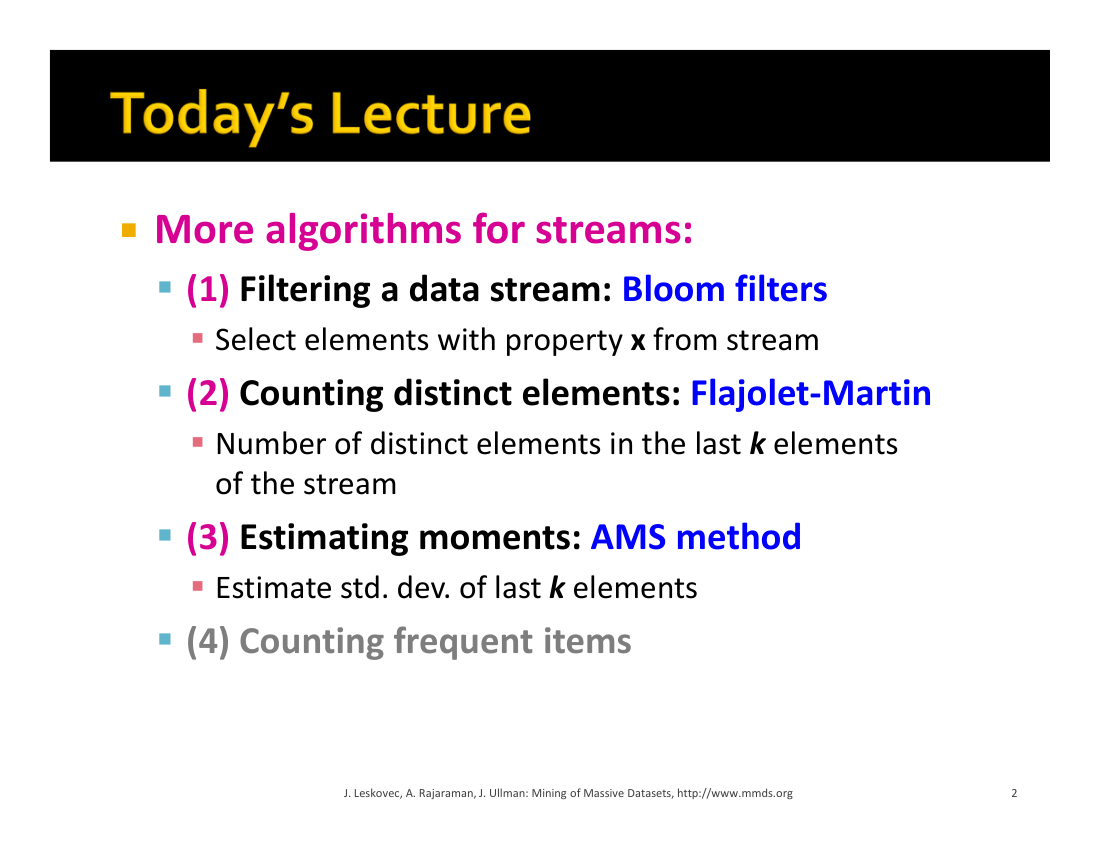 Today’s Lecture
More algorithms for streams:
(1) Filtering a data stream: Bloom filters
Select elements with property x from stream
(2) Counting distinct elements: Flajolet-Martin
Number of distinct elements in the last k elements
of the stream
(3) Estimating moments: AMS method
Estimate std. dev. of last k elements
(4) Counting frequent items
J. Leskovec, A. Rajaraman, J. Ullman: Mining of Massive Datasets, http://www.mmds.org
2